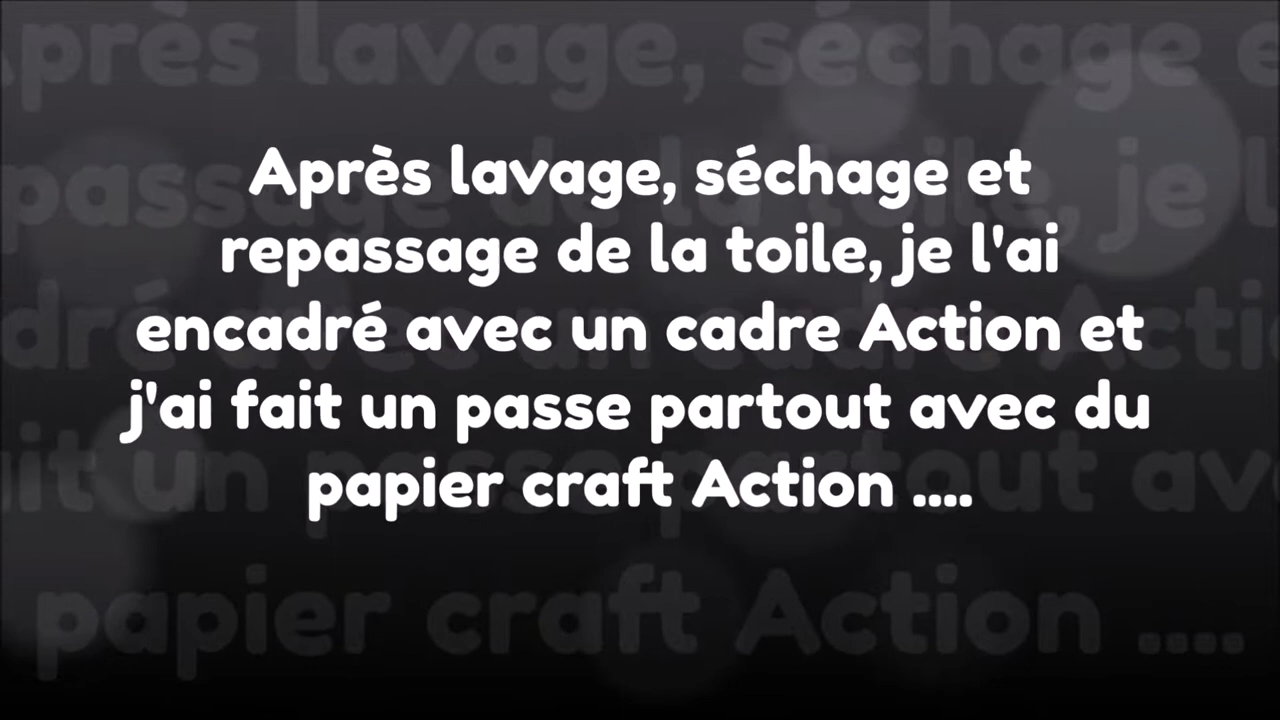 Après lavage, séchage et
repassage de la toile, je l'ai
encadré avec un cadre Action et
j'ai fait un passe partout avec du
papier craft Action ....